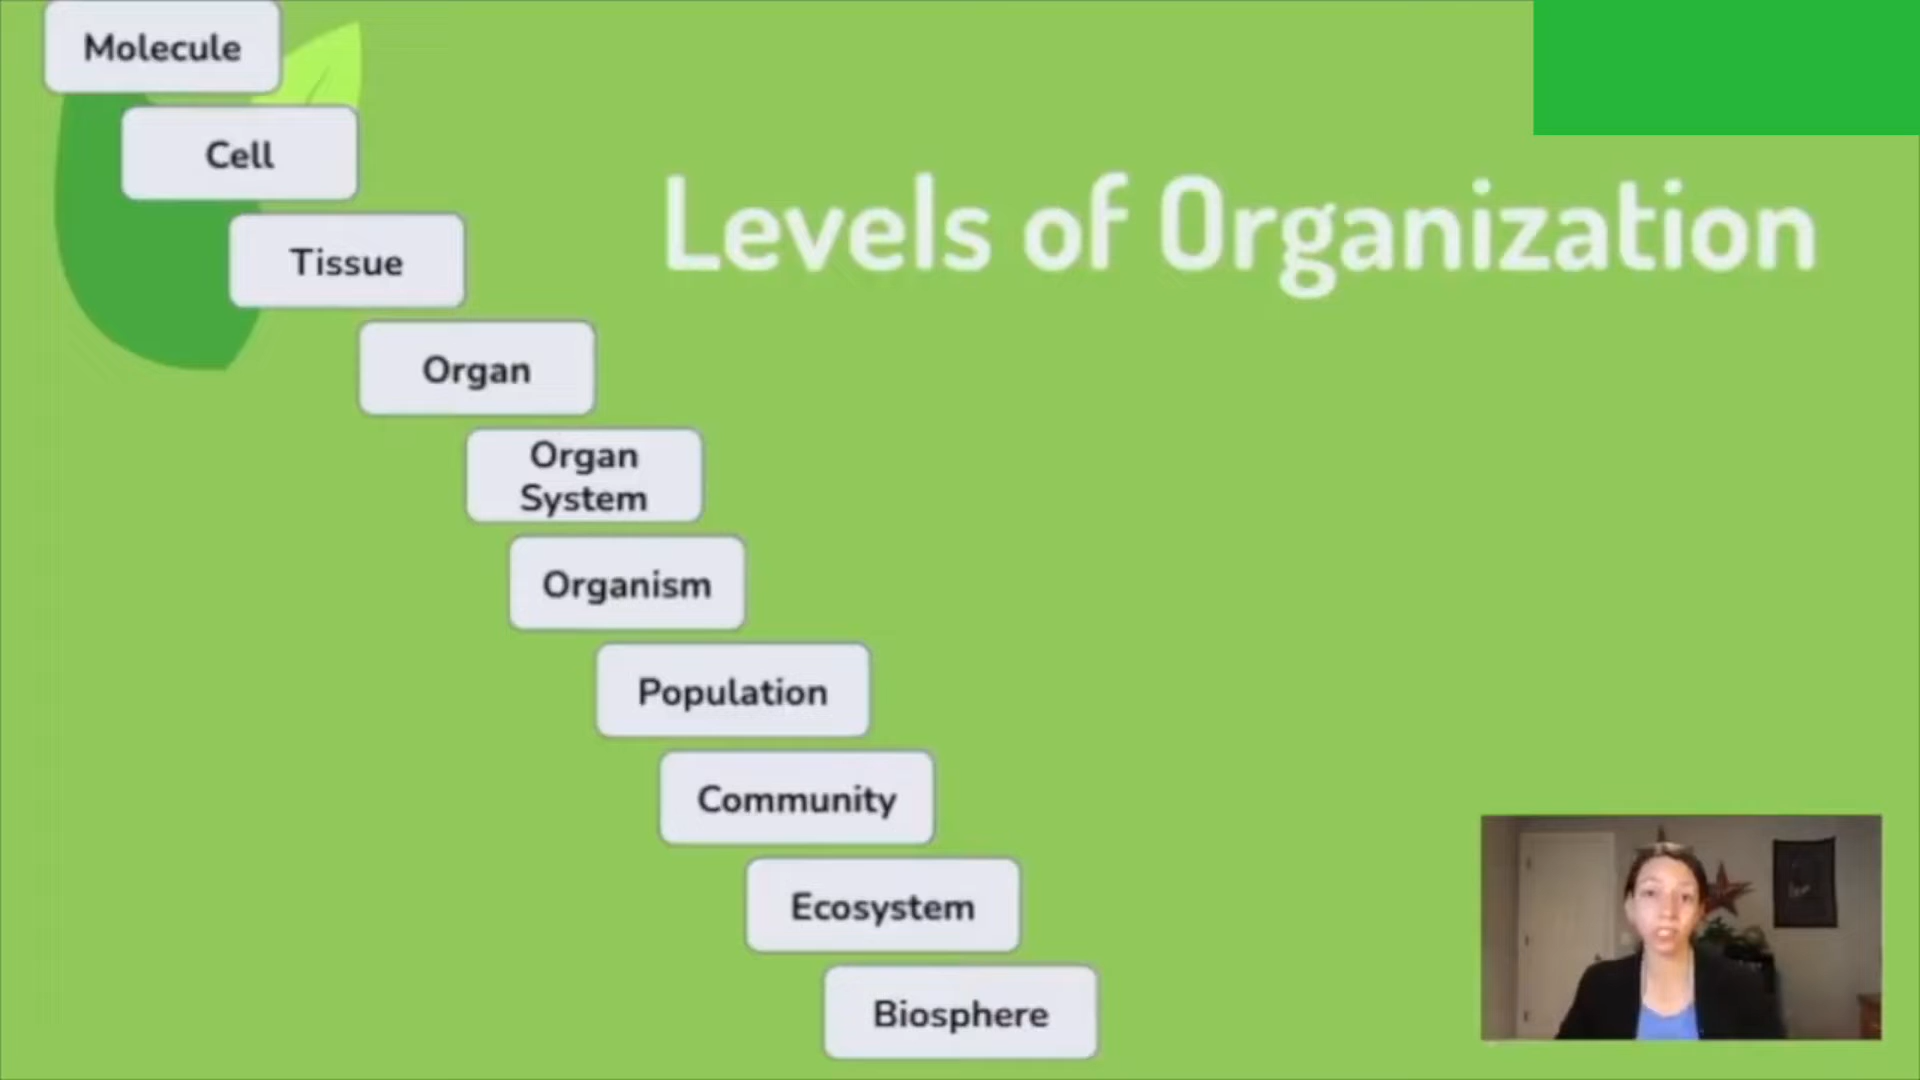 Molecule
Cell
Levels of Organization
Tissue
Organ
Organ
System
Organism
Population
Community
Ecosystem
Biosphere